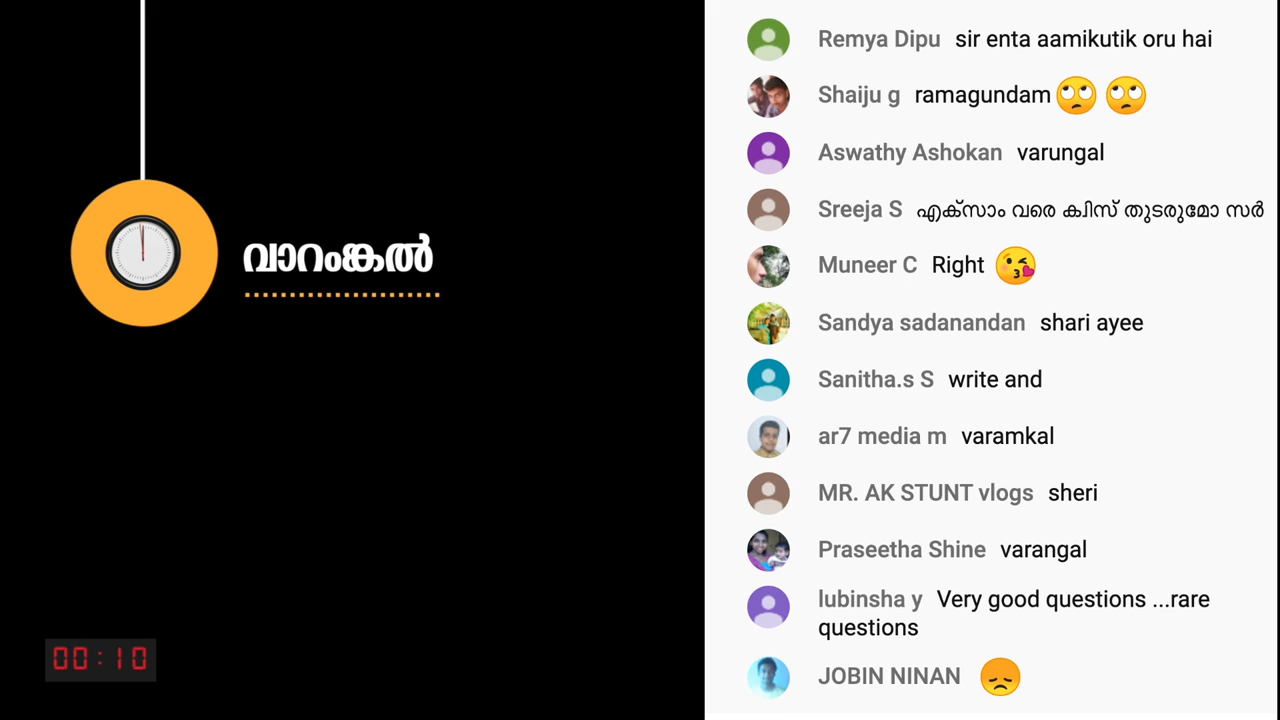 വാറംങ്കൽ
00:10
Remya Dipu sir enta aamikutik oru hai
Shaiju g ramagundam🙄 🙄
Aswathy Ashokan varungal
Sreeja S എക്സാം വരെ ക്വിസ് തുടരുമോ സർ
Muneer C Right 😘
Sandya sadanandan shari ayee
Sanitha.s S write and
ar7 media m varamkal
MR. AK STUNT vlogs sheri
Praseetha Shine varangal
lubinsha y Very good questions ...rare
questions
JOBIN NINAN 😞